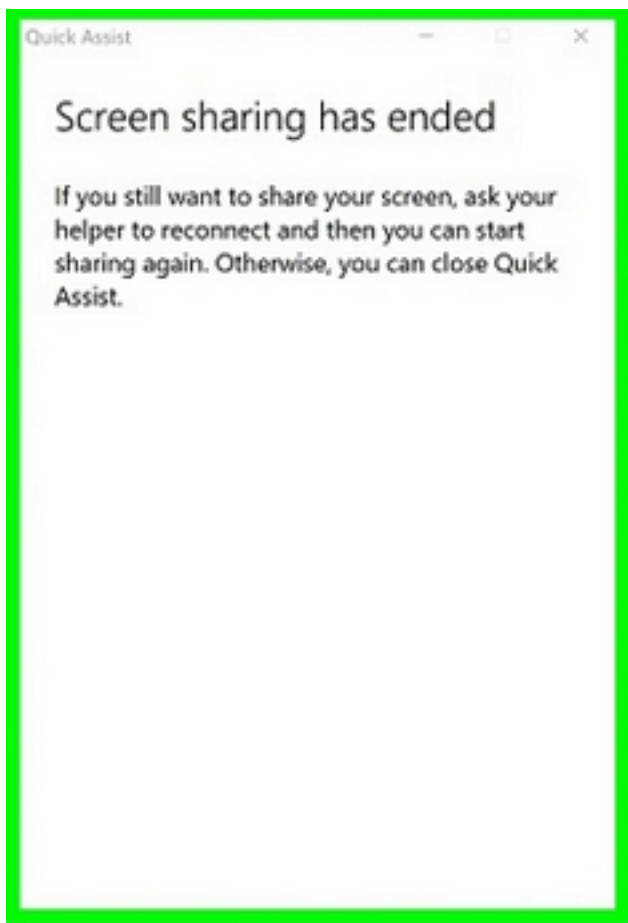 Quick Assist
Screen sharing has ended
If you still want to share your screen, ask your
helper to reconnect and then you can start
sharing again. Otherwise, you can close Quick
Assist.